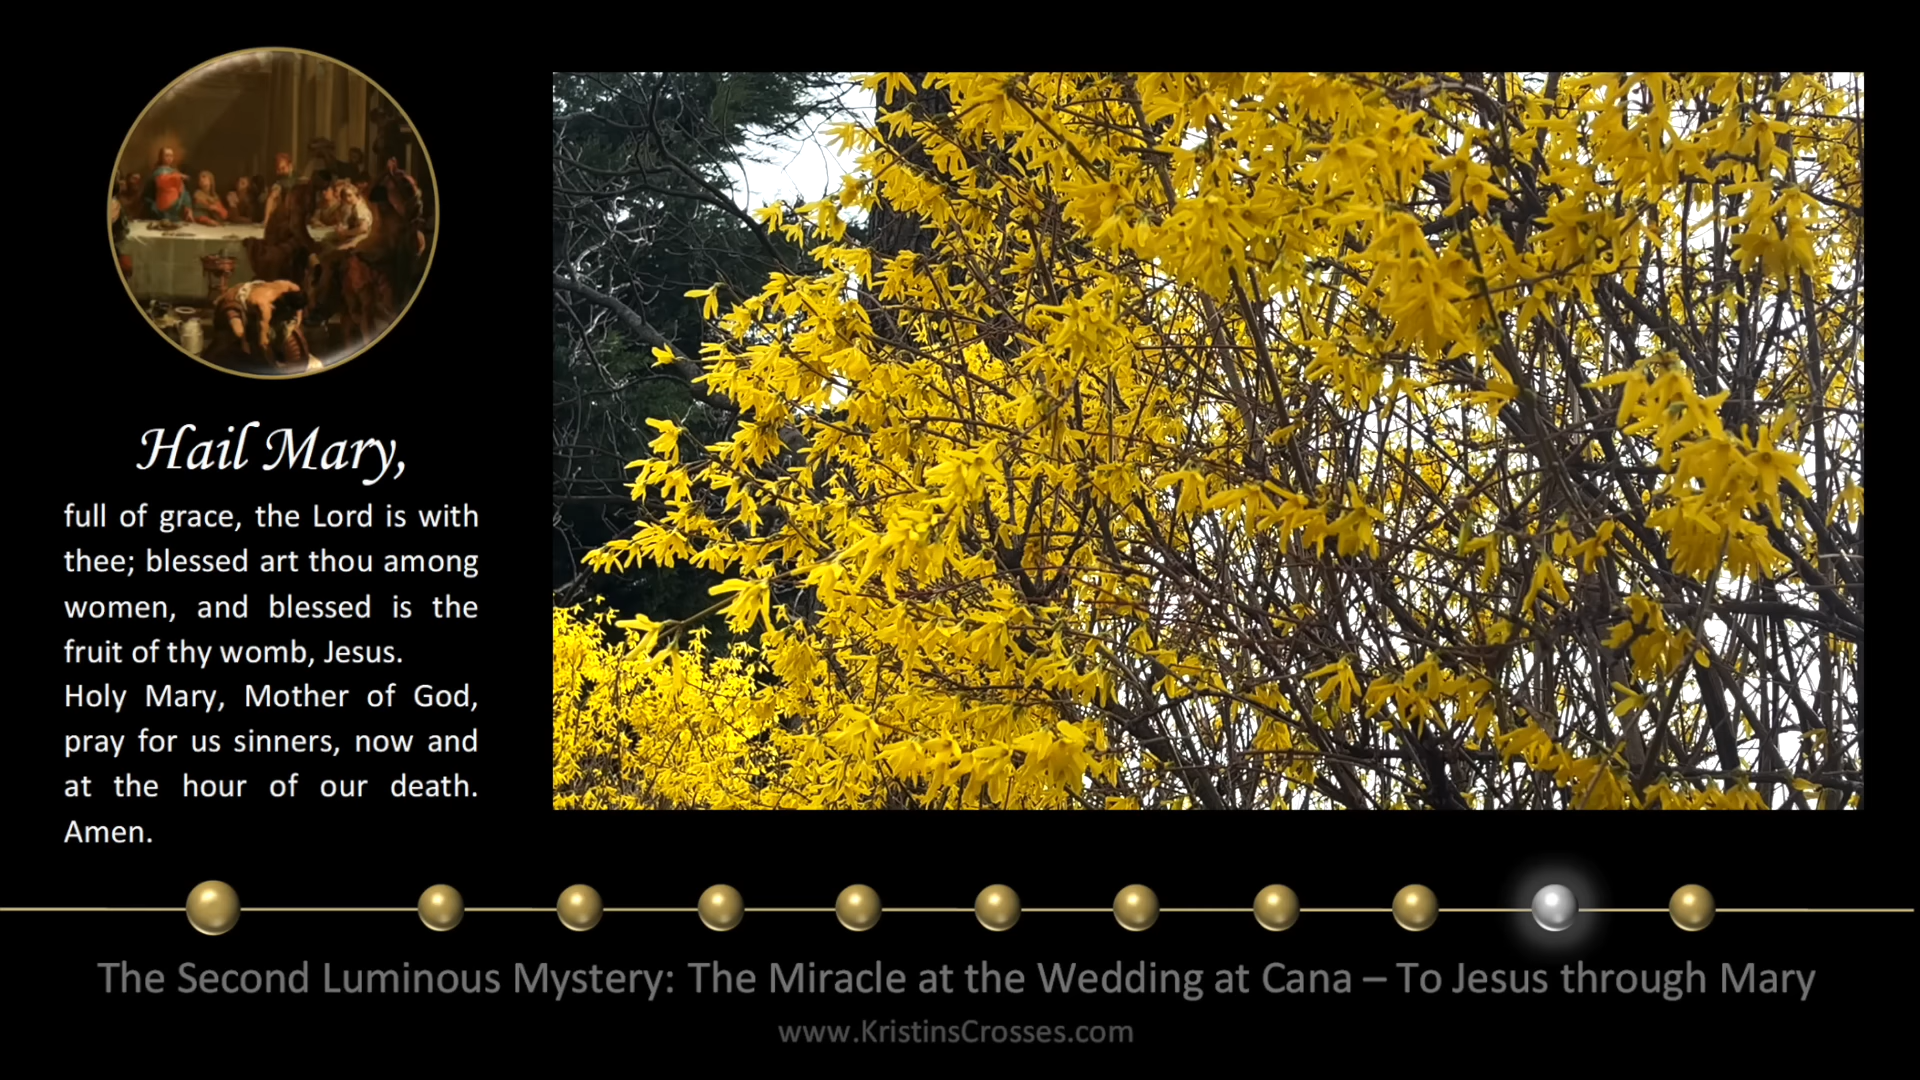 Hail Mary,
full of grace, the Lord is with
thee; blessed art thou among
women, and blessed is the
fruit of thy womb, Jesus.
Holy Mary, Mother of God,
pray for us sinners, now and
at the hour of our death.
Amen.
The Second Luminous Mystery: The Miracle at the Wedding at Cana – To Jesus through Mary
www.KristinsCrosses.com